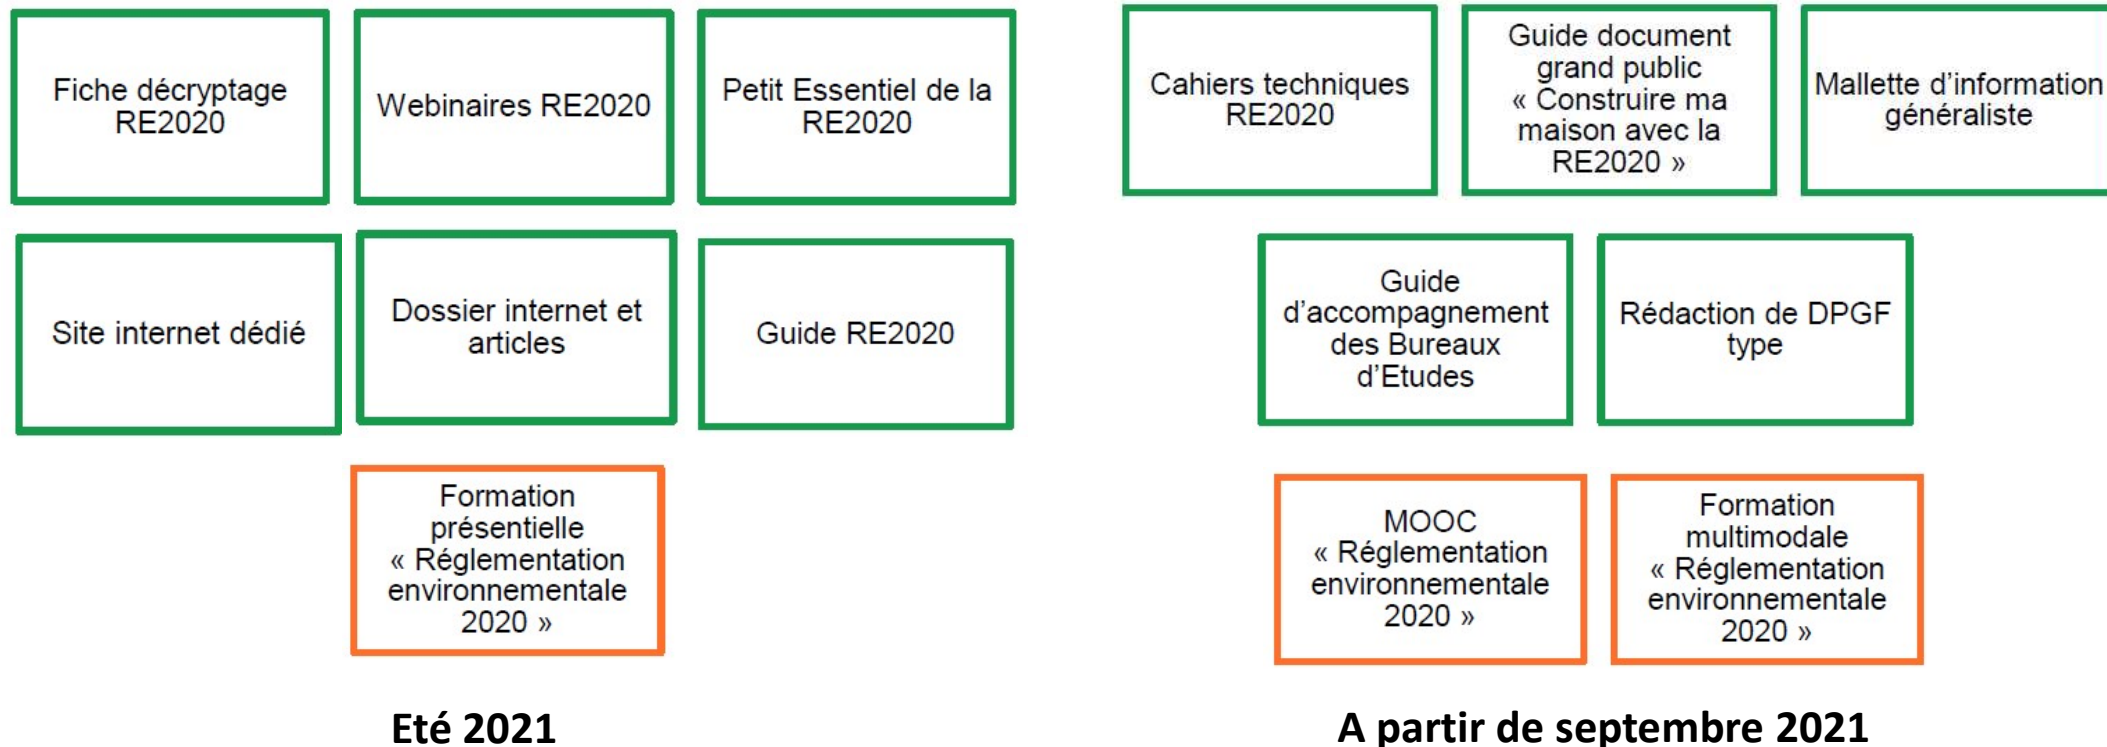 Fiche décryptage
RE2020
Webinaires RE2020
Petit Essentiel de la
RE2020
Site internet dédié
Dossier internet et
articles
Guide RE2020
Formation
présentielle
« Réglementation
environnementale
2020 »
Eté 2021
Cahiers techniques
RE2020
Guide document
grand public
« Construire ma
maison avec la
RE2020 »
Mallette d’information
généraliste
Guide
d’accompagnement
des Bureaux
d’Etudes
Rédaction de DPGF
type
MOOC
« Réglementation
environnementale
2020 »
Formation
multimodale
« Réglementation
environnementale
2020 »
A partir de septembre 2021